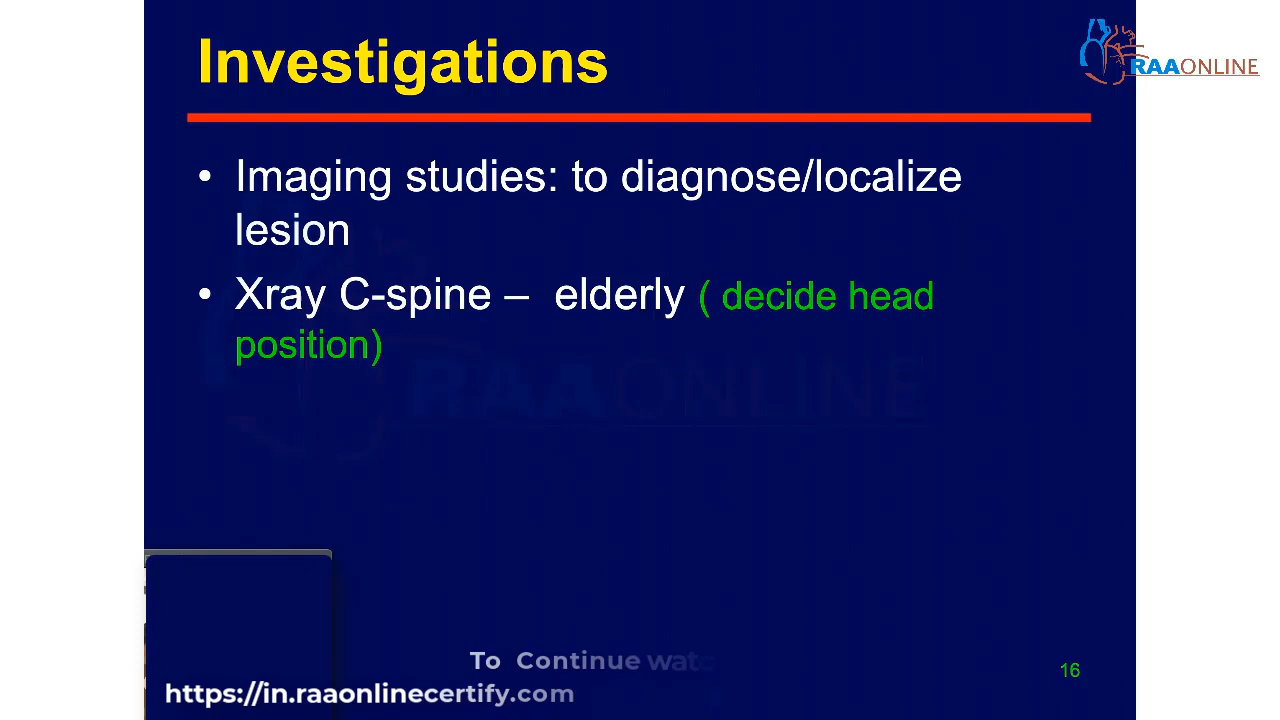 Investigations
RAAONLINE
• Imaging studies: to diagnose/localize
lesion
• Xray C-spine – elderly ( decide head
position)
RAAONLINE
To Continue
https://in.raaonlinecertify.com
16